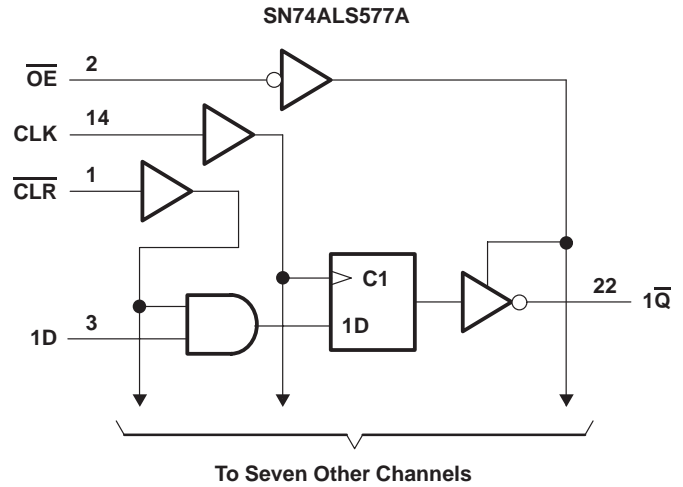 SN74ALS577A
OE 2
CLK 14
CLR 1
C1
22 1Q
1D 3
1D
To Seven Other Channels